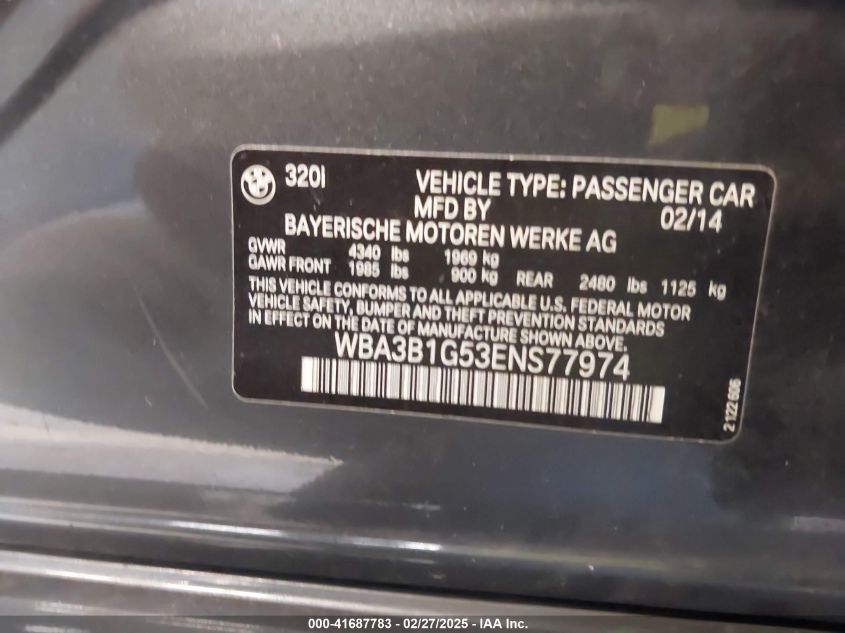 320I
VEHICLE TYPE: PASSENGER CAR
MFD BY 02/14
BAYERISCHE MOTOREN WERKE AG
GVWR 4340 lbs 1969 kg
GAWR FRONT 1985 lbs 900 kg REAR 2480 lbs 1125 kg
THIS VEHICLE CONFORMS TO ALL APPLICABLE U.S. FEDERAL MOTOR
VEHICLE SAFETY, BUMPER AND THEFT PREVENTION STANDARDS
IN EFFECT ON THE DATE OF MANUFACTURE SHOWN ABOVE.
WBA3B1G53ENS77974
2 122 606
000-41687783 - 02/27/2025 - IAA Inc.